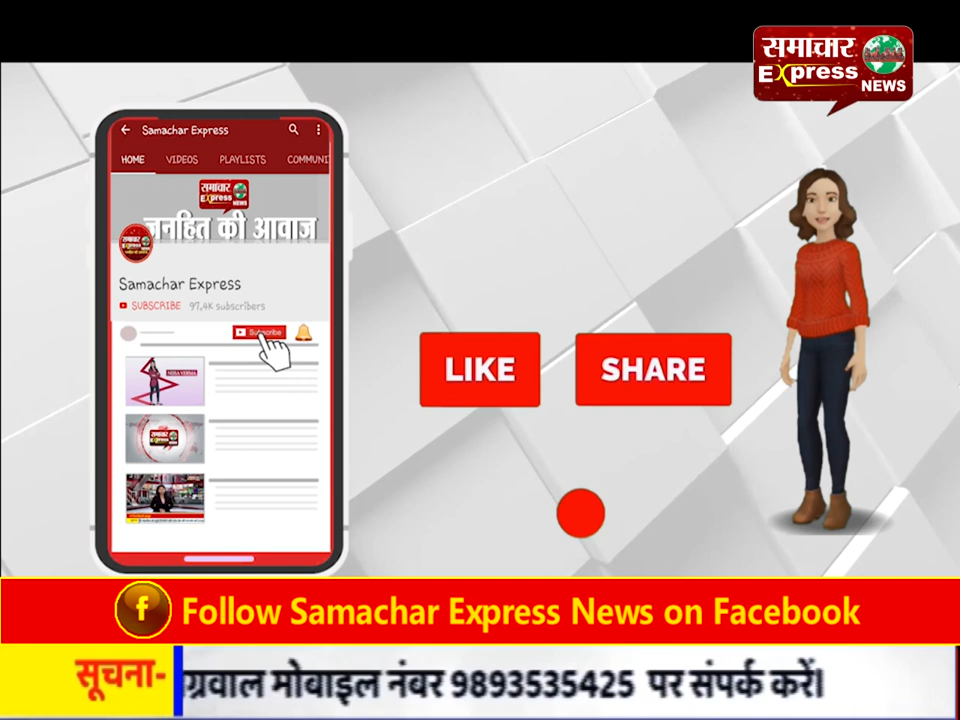 समाचार
Express
NEWS
Samachar Express
HOME VIDEOS PLAYLISTS COMMUNI
समाचार
Express
NEWS
जनहित की आवाज
Samachar Express
SUBSCRIBE 97.4K subscribers
Subscribe
LIKE
SHARE
f Follow Samachar Express News on Facebook
सूचना- ग्रवाल मोबाइल नंबर 9893535425 पर संपर्क करें।